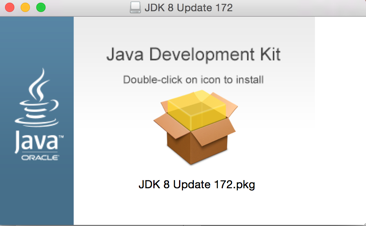 JDK 8 Update 172
Java Development Kit
Double-click on icon to install
Java™
ORACLE
JDK 8 Update 172.pkg